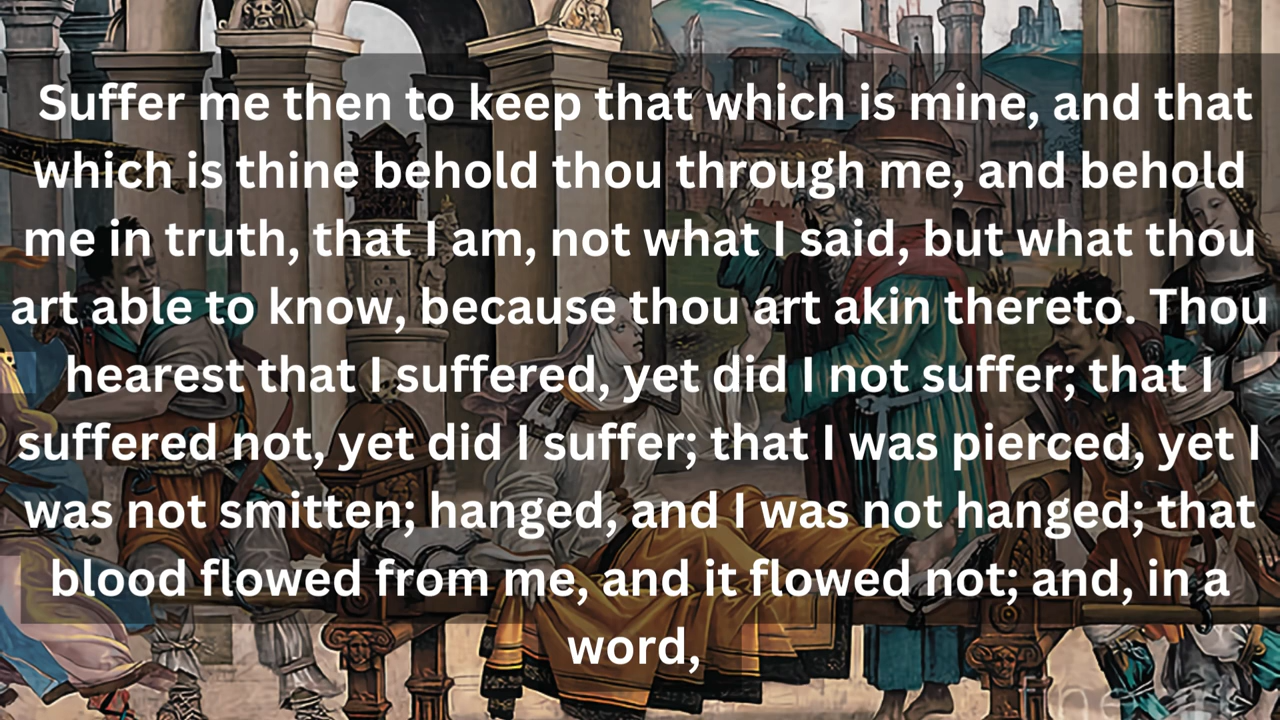 Suffer me then to keep that which is mine, and that
which is thine behold thou through me, and behold
me in truth, that I am, not what I said, but what thou
art able to know, because thou art akin thereto. Thou
hearest that I suffered, yet did I not suffer; that I
suffered not, yet did I suffer; that I was pierced, yet I
was not smitten; hanged, and I was not hanged; that
blood flowed from me, and it flowed not; and, in a
word,